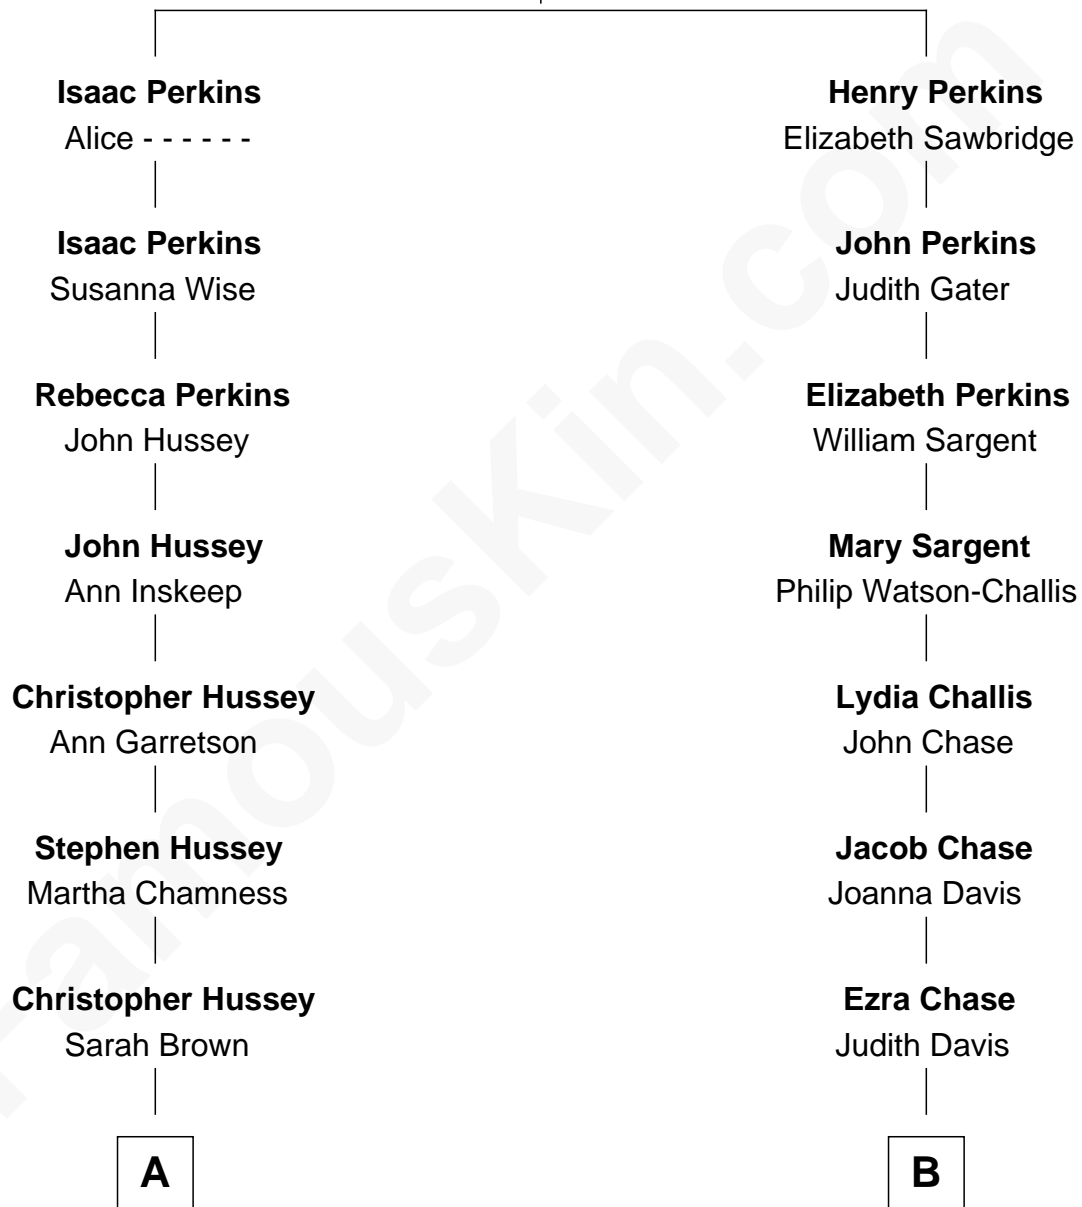 Isaac Perkins
Alice - - - - - -
Isaac Perkins
Susanna Wise
Rebecca Perkins
John Hussey
John Hussey
Ann Inskeep
Christopher Hussey
Ann Garretson
Stephen Hussey
Martha Chamness
Christopher Hussey
Sarah Brown
A
Henry Perkins
Elizabeth Sawbridge
John Perkins
Judith Gater
Elizabeth Perkins
William Sargent
Mary Sargent
Philip Watson-Challis
Lydia Challis
John Chase
Jacob Chase
Joanna Davis
Ezra Chase
Judith Davis
B
FamousKin.com